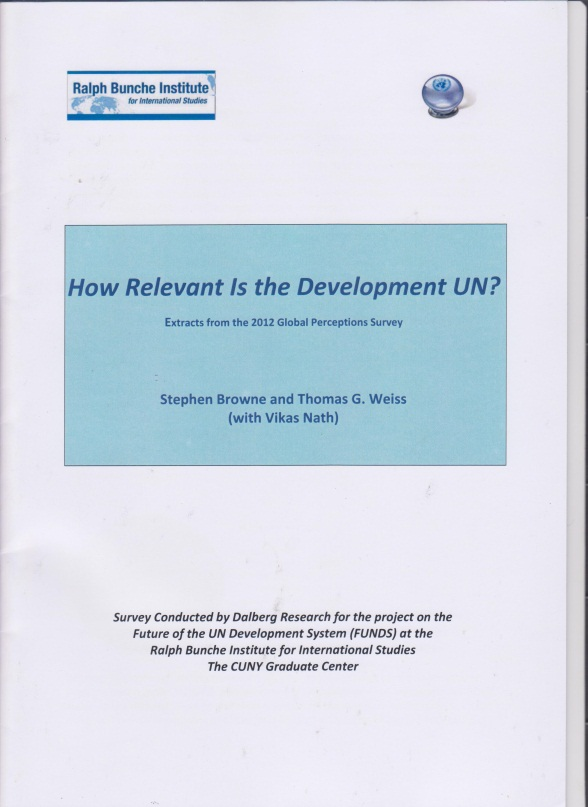 Ralph Bunche Institute
for International Studies
How Relevant Is the Development UN?
Extracts from the 2012 Global Perceptions Survey
Stephen Browne and Thomas G. Weiss
(with Vikas Nath)
Survey Conducted by Dalberg Research for the project on the
Future of the UN Development System (FUNDS) at the
Ralph Bunche Institute for International Studies
The CUNY Graduate Center